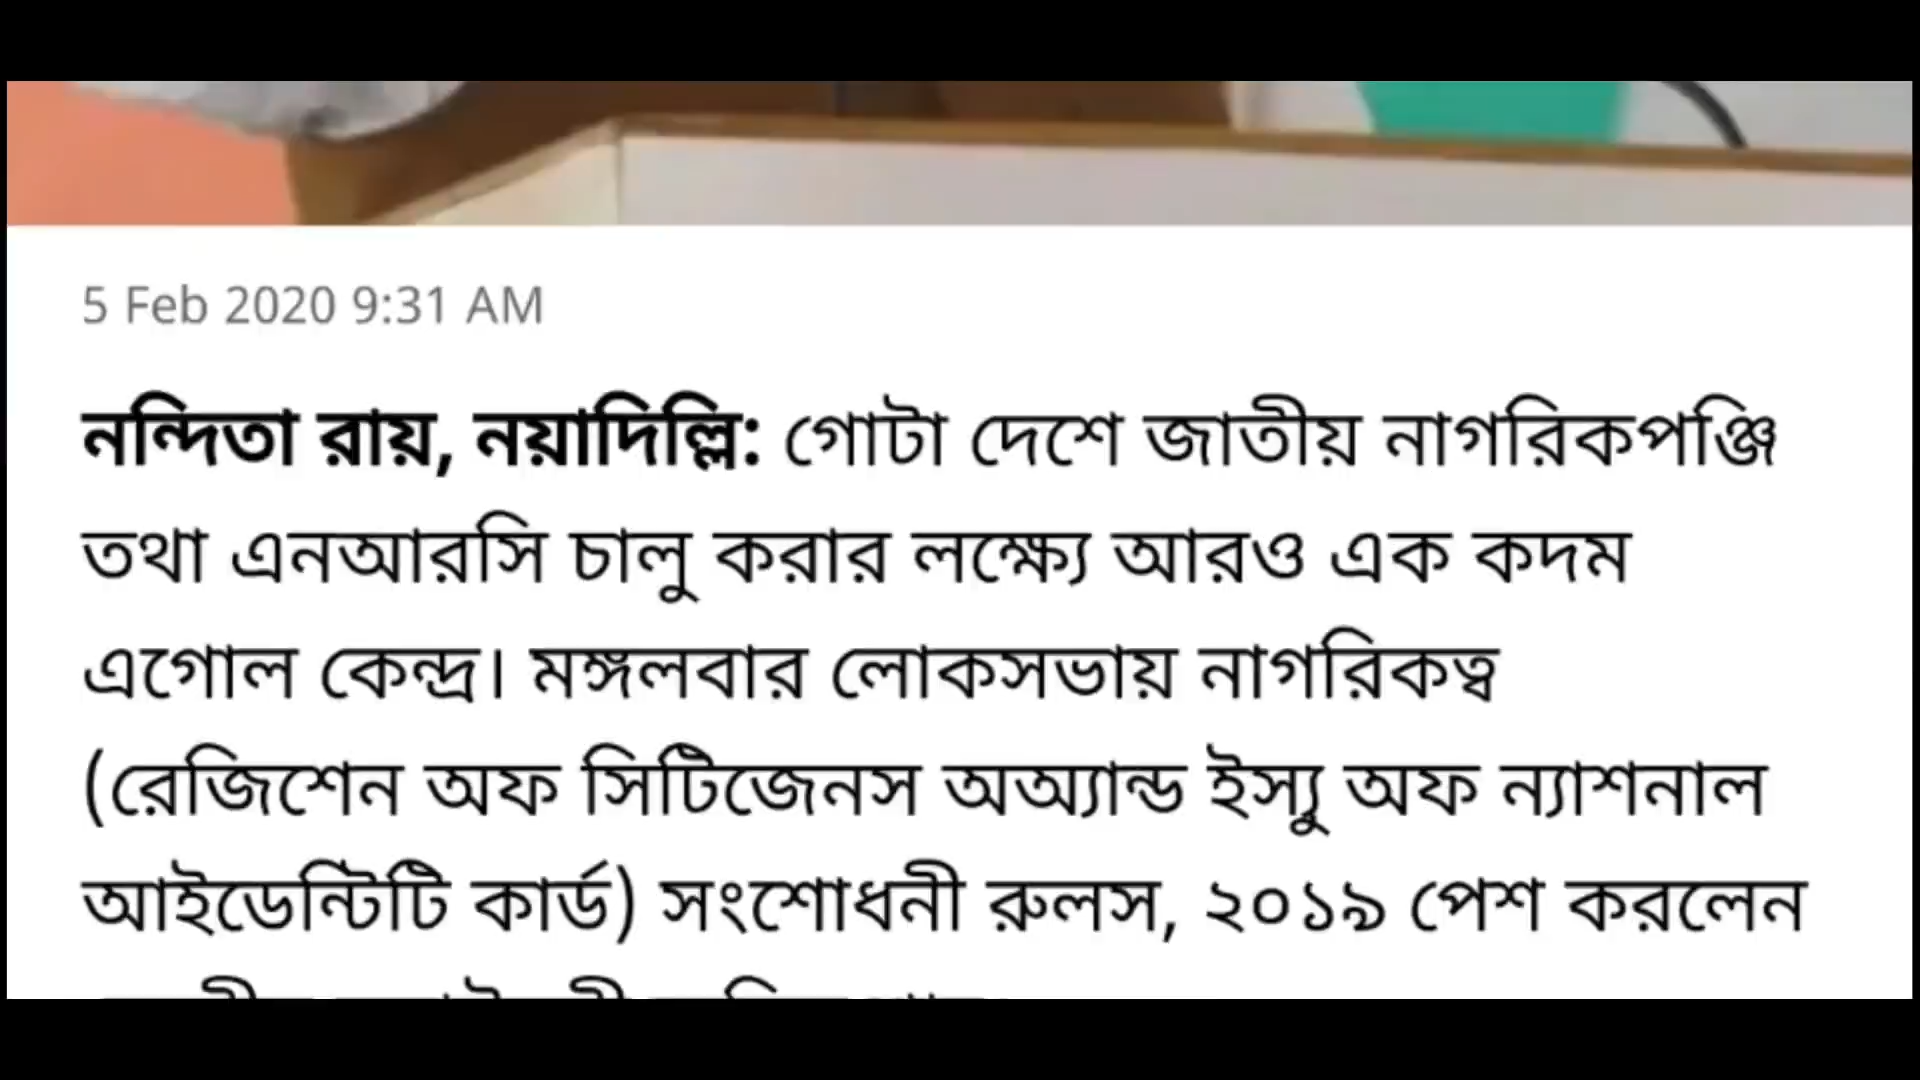 5 Feb 2020 9:31 AM
নন্দিতা রায়, নয়াদিল্লি: গোটা দেশে জাতীয় নাগরিকপঞ্জি
তথা এনআরসি চালু করার লক্ষ্যে আরও এক কদম
এগোল কেন্দ্র। মঙ্গলবার লোকসভায় নাগরিকত্ব
(রেজিশেন অফ সিটিজেনস অঅ্যান্ড ইস্যু অফ ন্যাশনাল
আইডেন্টিটি কার্ড) সংশোধনী রুলস, ২০১৯ পেশ করলেন